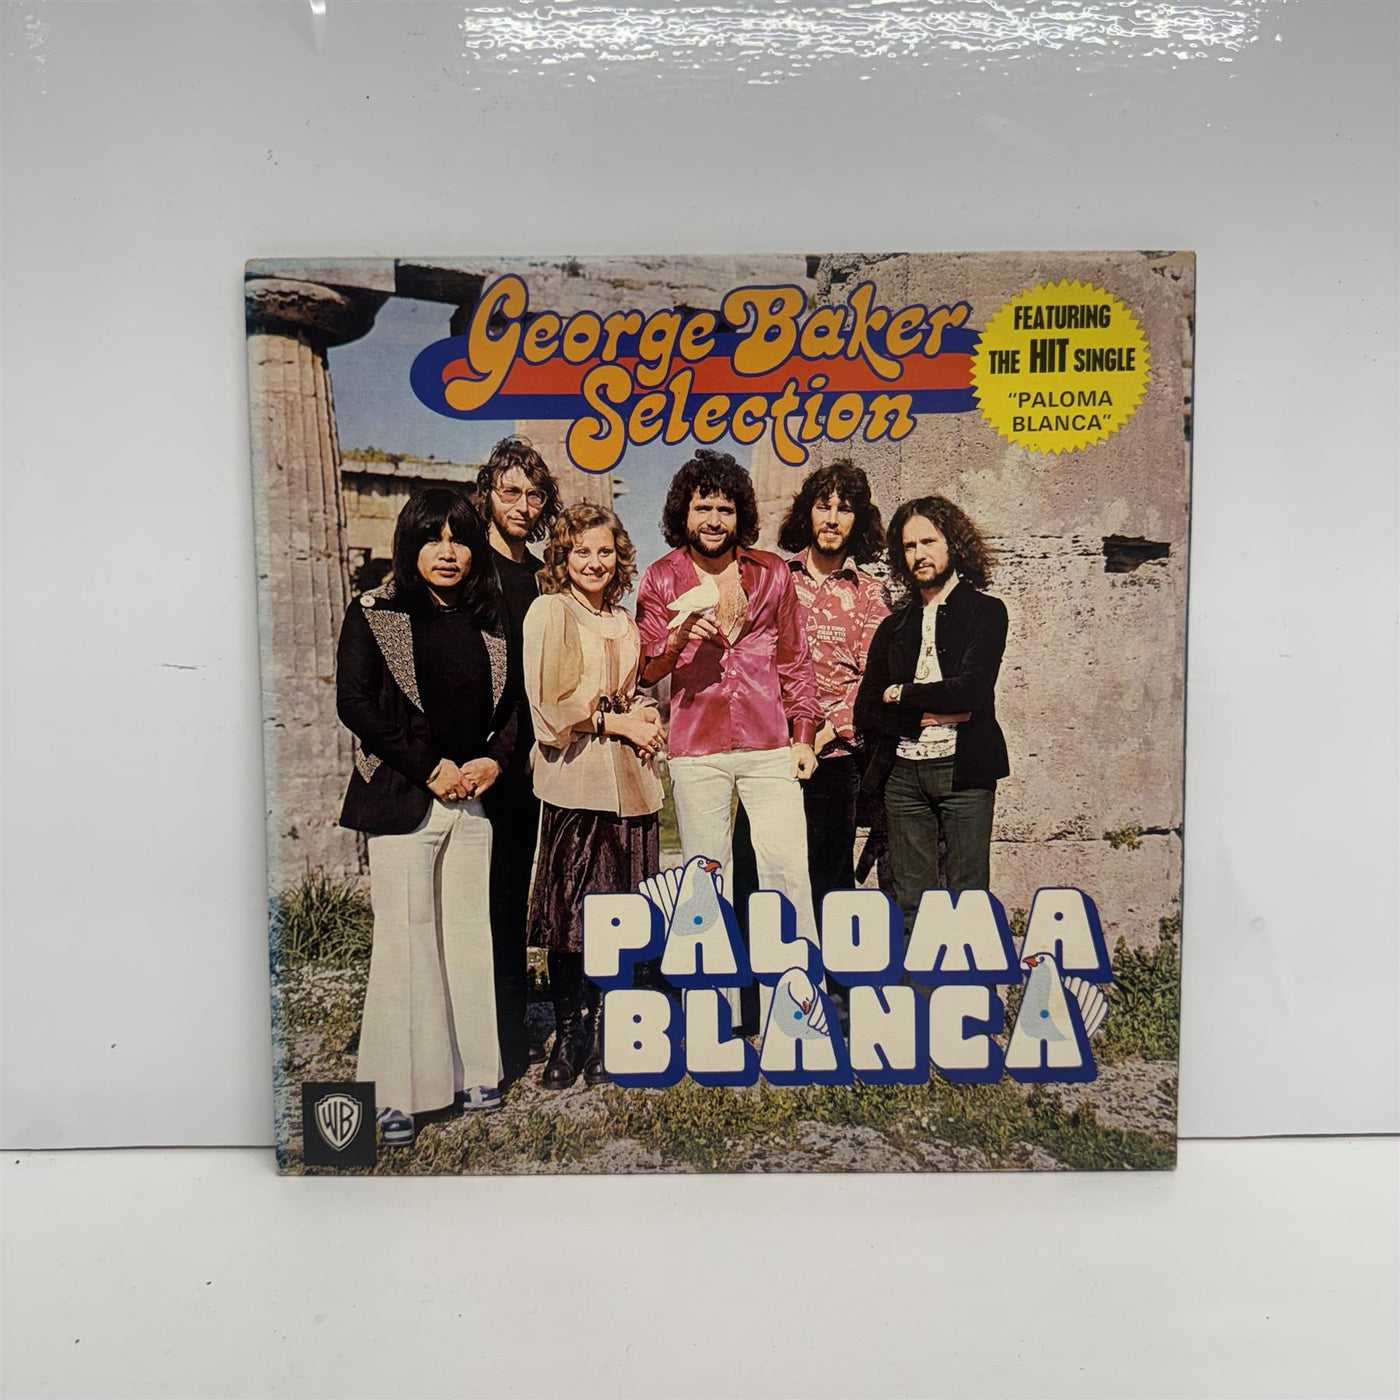 George Baker
Selection
FEATURING
THE HIT SINGLE
"PALOMA
BLANCA"
PALOMA
BLANCA
WB